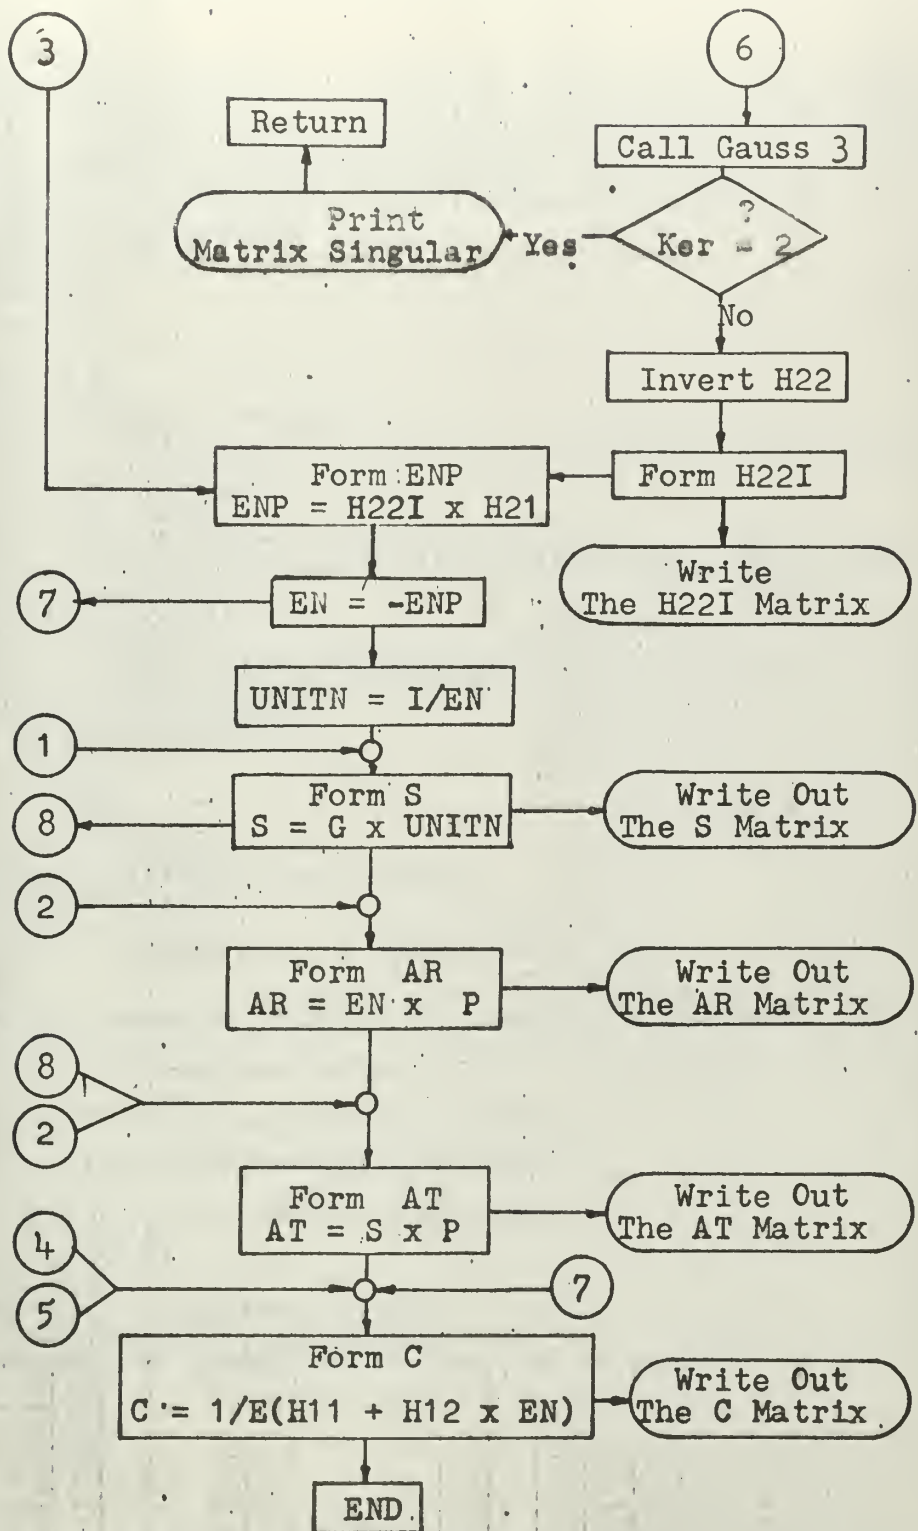 3
6
Return
Call Gauss 3
Print
Matrix Singular
Yes
?
Ker = 2
No
Invert H22
Form ENP
ENP = H22I x H21
Form H22I
Write
The H22I Matrix
7
EN = -ENP
UNITN = I/EN
1
Form S
S = G x UNITN
Write Out
The S Matrix
8
2
Form AR
AR = EN x P
Write Out
The AR Matrix
8
2
Form AT
AT = S x P
Write Out
The AT Matrix
4
5
7
Form C
C = 1/E(H11 + H12 x EN)
Write Out
The C Matrix
END